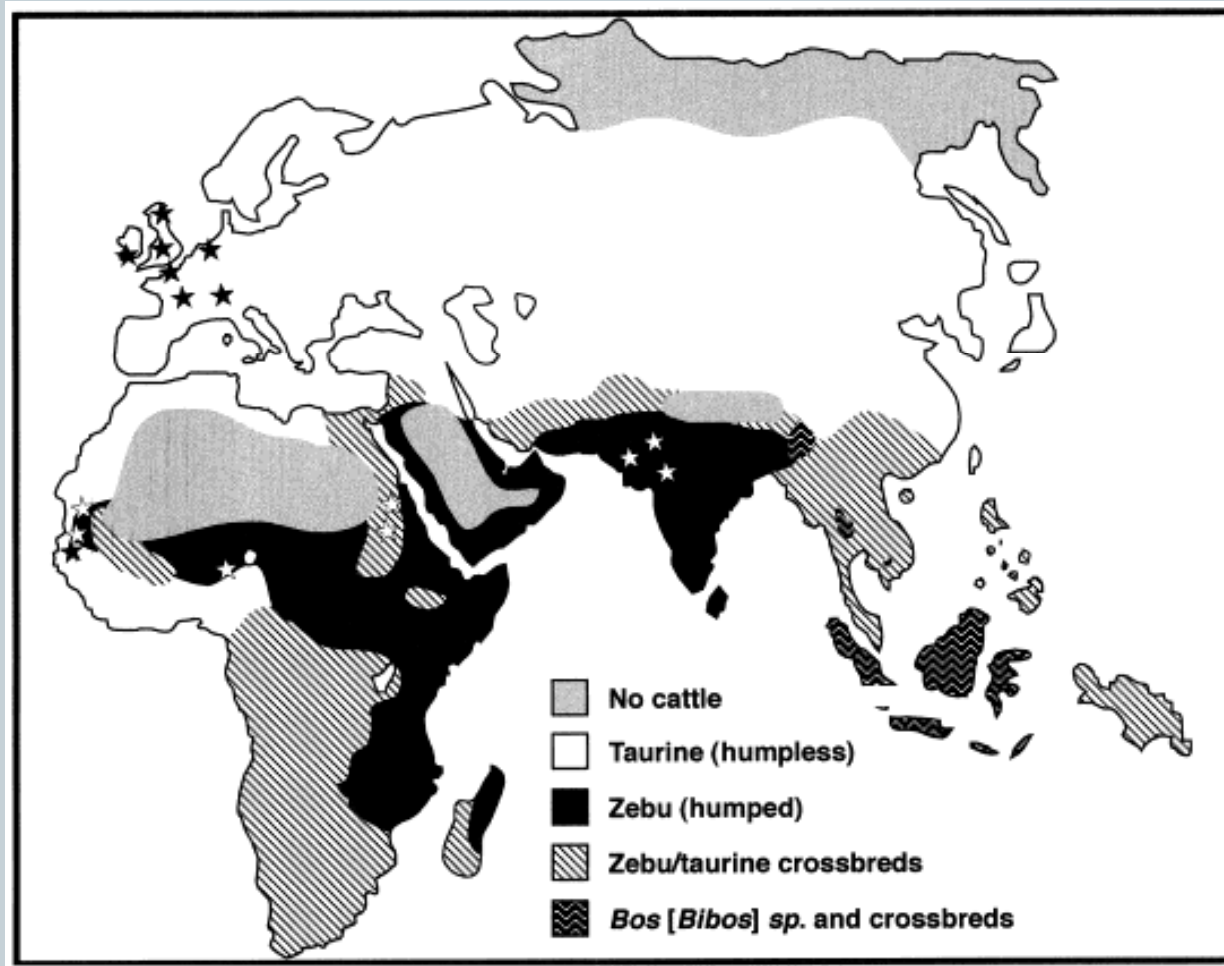 No cattle
Taurine (humpless)
Zebu (humped)
Zebu/taurine crossbreds
Bos [Bibos] sp. and crossbreds